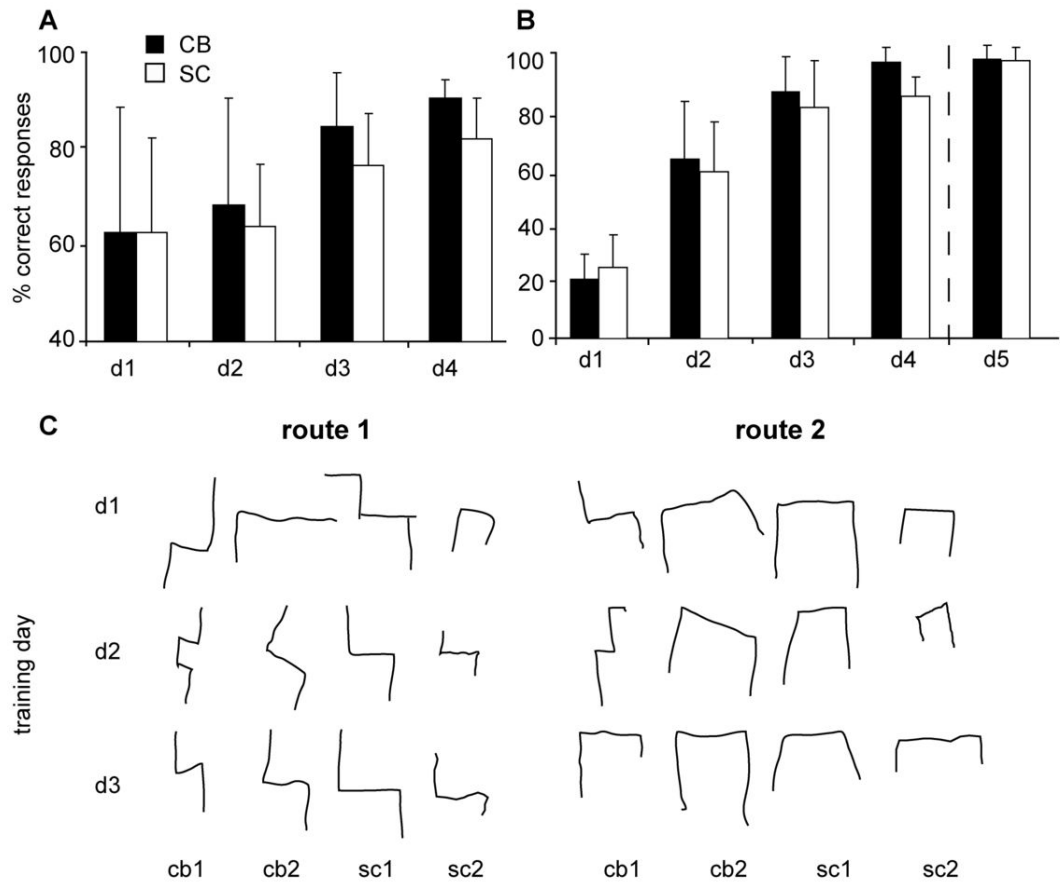 A
CB
SC
% correct responses
100
80
60
40
d1 d2 d3 d4
B
100
80
60
40
20
0
d1 d2 d3 d4 d5
C
route 1 route 2
training day
d1
d2
d3
cb1 cb2 sc1 sc2 cb1 cb2 sc1 sc2